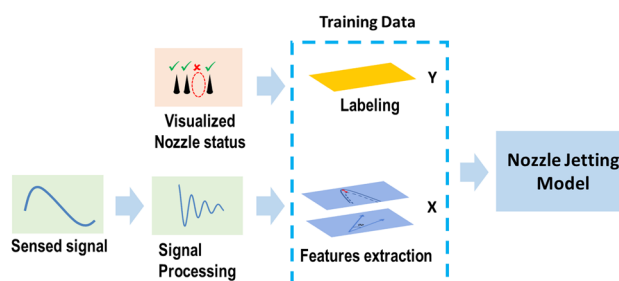 Training Data
Visualized
Nozzle status
Labeling
Y
Nozzle Jetting
Model
Sensed signal
Signal
Processing
Features extraction
X